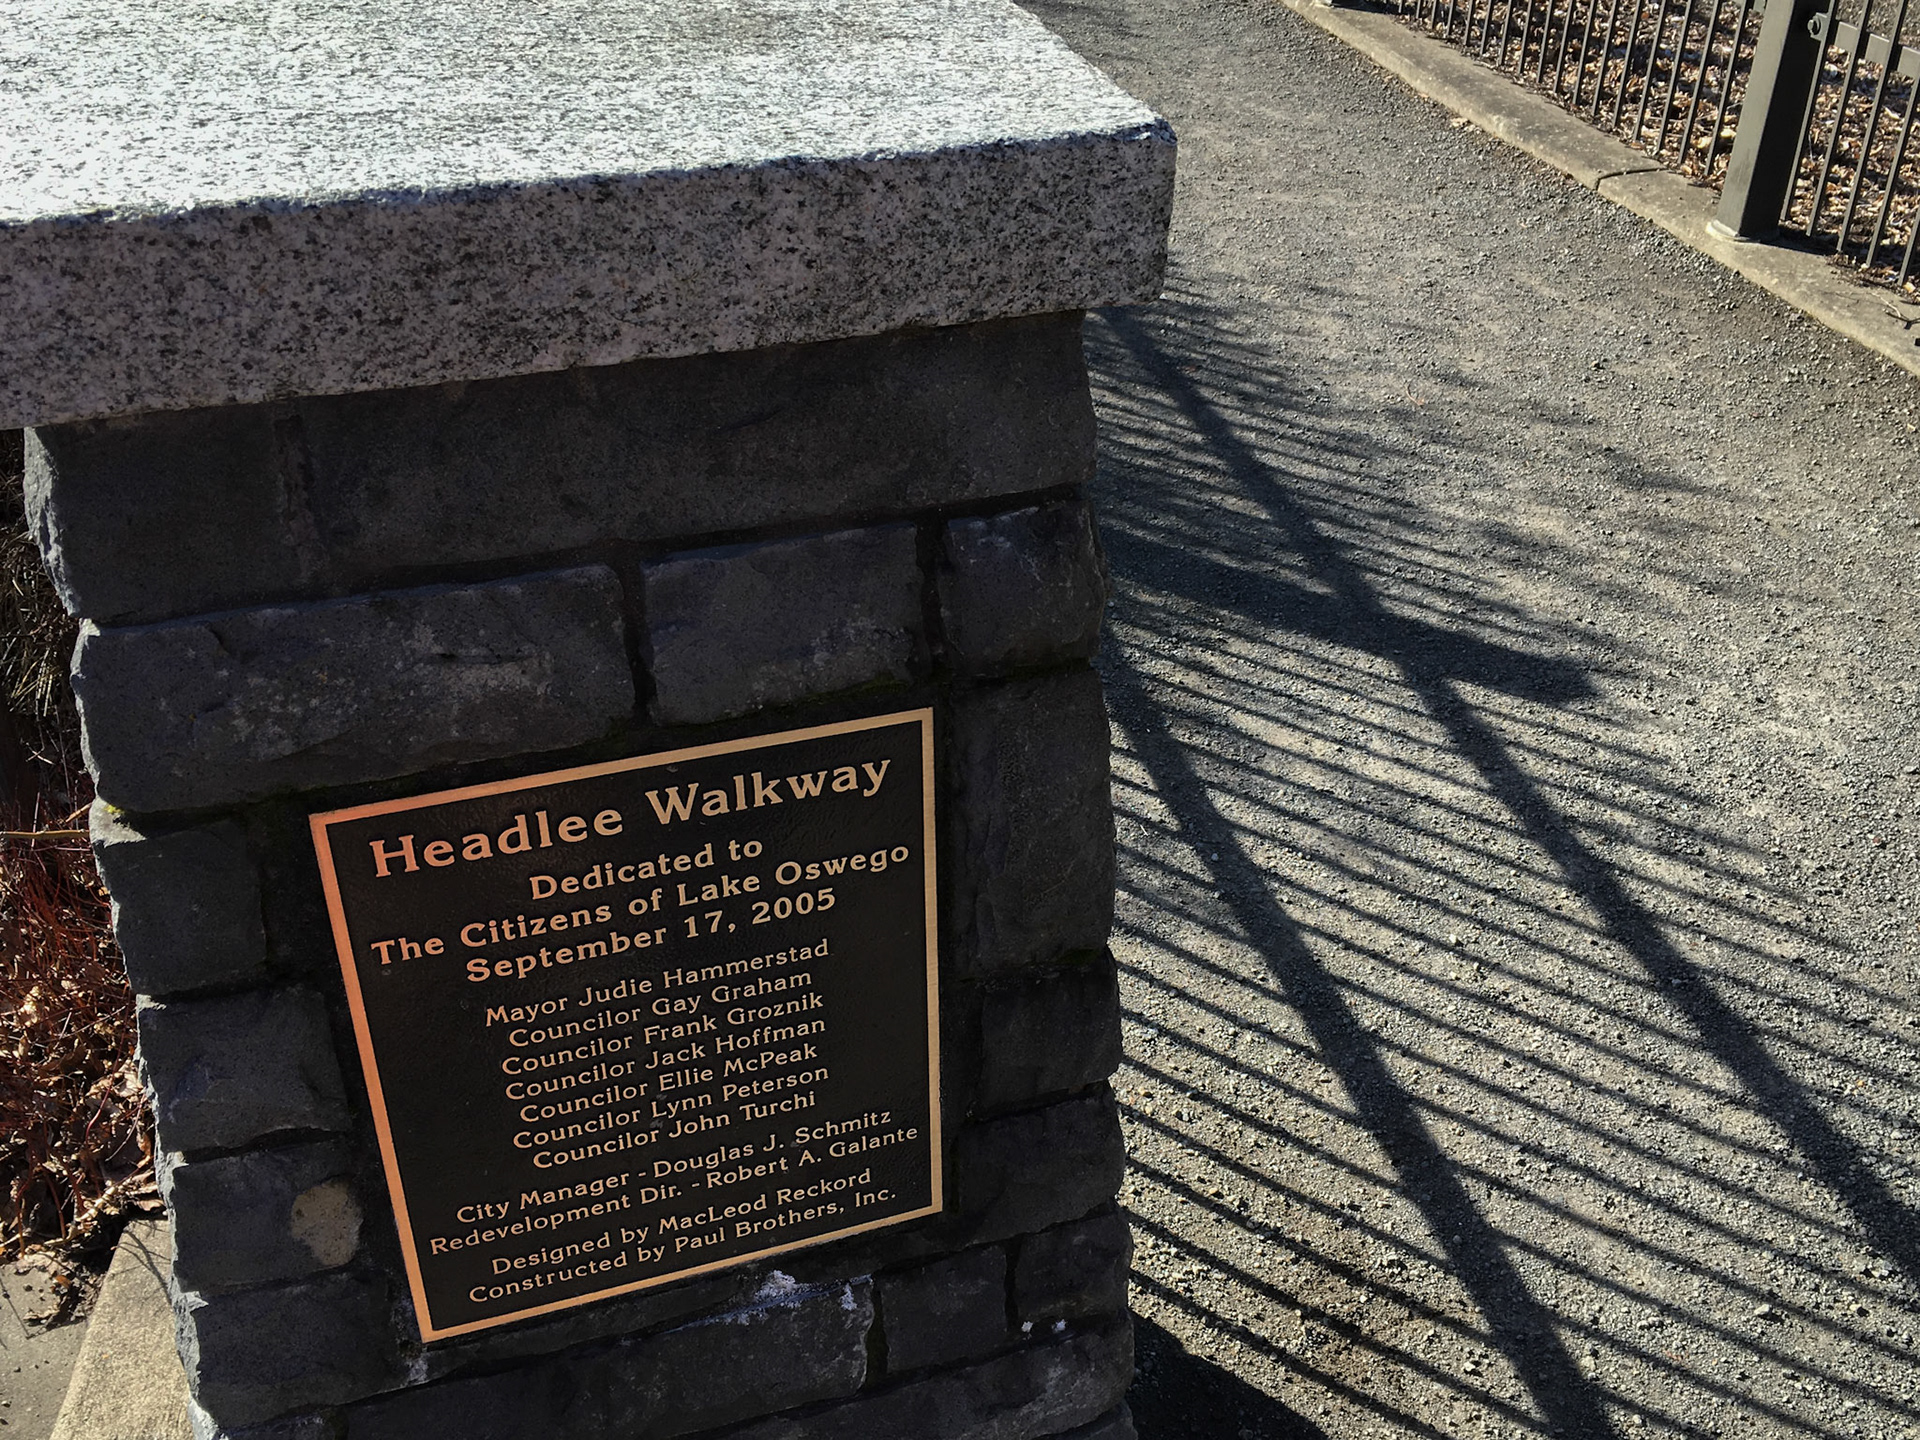 Headlee Walkway
Dedicated to
The Citizens of Lake Oswego
September 17, 2005
Mayor Judie Hammerstad
Councilor Gay Graham
Councilor Frank Groznik
Councilor Jack Hoffman
Councilor Ellie McPeak
Councilor Lynn Peterson
Councilor John Turchi
City Manager - Douglas J. Schmitz
Redevelopment Dir. - Robert A. Galante
Designed by MacLeod Reckord
Constructed by Paul Brothers, Inc.